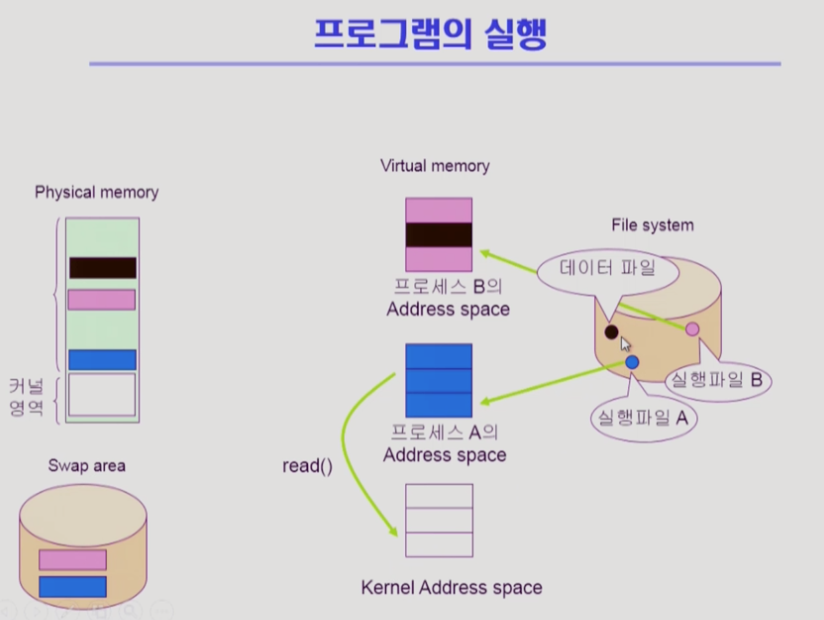 프로그램의 실행
Virtual memory
Physical memory
File system
데이터 파일
프로세스 B의
Address space
실행파일 B
커널
영역
실행파일 A
프로세스 A의
Address space
Swap area
read()
Kernel Address space